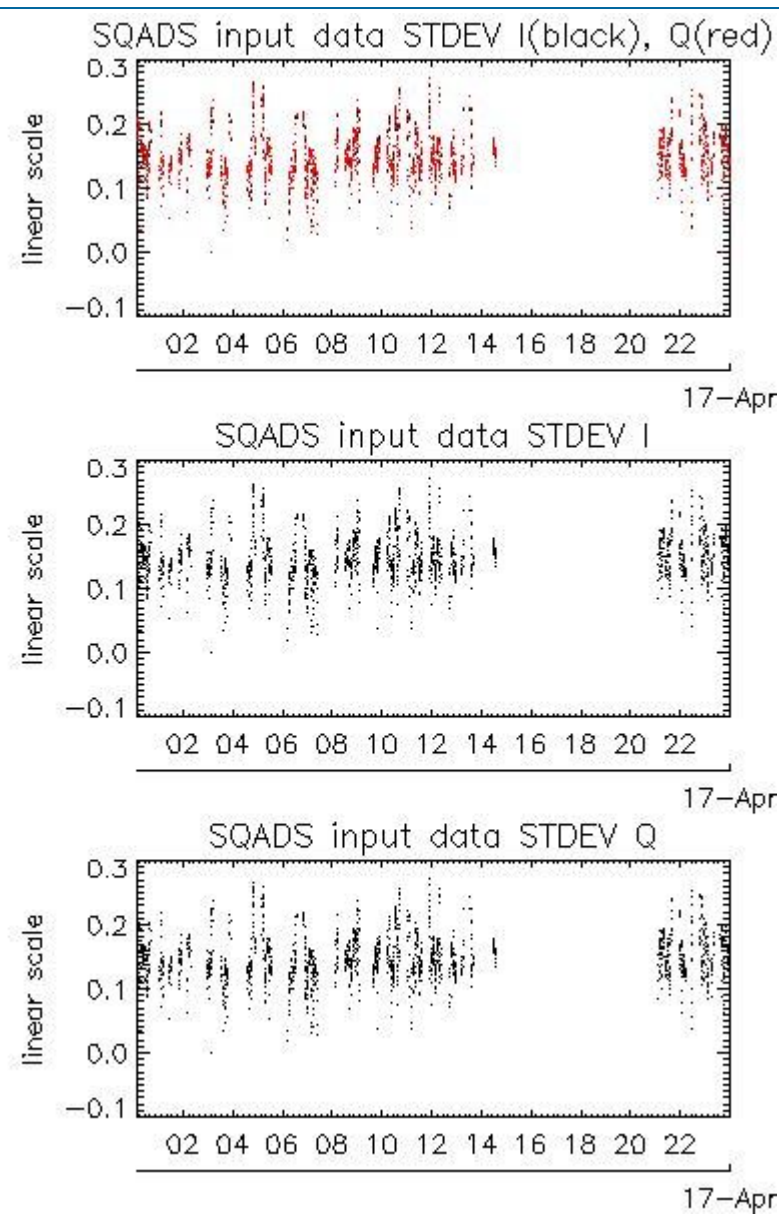 SQADS input data STDEV I(black), Q(red)
0.3
0.2
0.1
0.0
−0.1
linear scale
02 04 06 08 10 12 14 16 18 20 22
17-Apr
SQADS input data STDEV I
0.3
0.2
0.1
0.0
−0.1
linear scale
02 04 06 08 10 12 14 16 18 20 22
17-Apr
SQADS input data STDEV Q
0.3
0.2
0.1
0.0
−0.1
linear scale
02 04 06 08 10 12 14 16 18 20 22
17-Apr